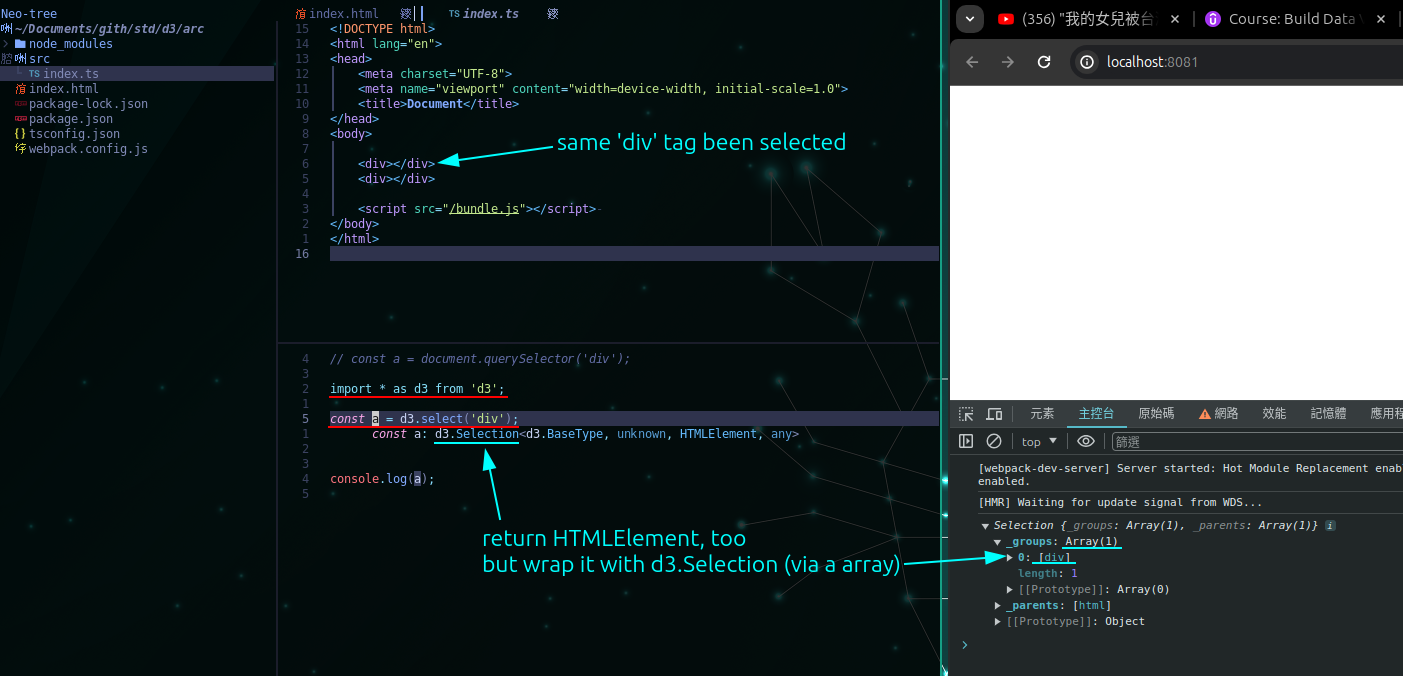 Neo-tree
~/Documents/gith/std/d3/arc
node_modules
src
TS index.ts
index.html
package-lock.json
package.json
{} tsconfig.json
webpack.config.js
index.html
TS index.ts
15 <!DOCTYPE html>
14 <html lang="en">
13 <head>
12 <meta charset="UTF-8">
11 <meta name="viewport" content="width=device-width, initial-scale=1.0">
10 <title>Document</title>
9 </head>
8 <body>
7
6 <div></div>
5 <div></div>
4
3 <script src="/bundle.js"></script>
2 </body>
1 </html>
16
same 'div' tag been selected
4 // const a = document.querySelector('div');
3
2 import * as d3 from 'd3';
1
5 const a = d3.select('div');
1 const a: d3.Selection<d3.BaseType, unknown, HTMLElement, any>
2
3
4 console.log(a);
5
return HTMLElement, too
but wrap it with d3.Selection (via a array)
(356) "我的女兒被台
Course: Build Data
localhost:8081
元素 主控台 原始碼 網路 效能 記憶體 應用程
top 篩選
[webpack-dev-server] Server started: Hot Module Replacement enab
enabled.
[HMR] Waiting for update signal from WDS...
Selection {_groups: Array(1), _parents: Array(1)}
_groups: Array(1)
0: [div]
length: 1
[[Prototype]]: Array(0)
_parents: [html]
[[Prototype]]: Object